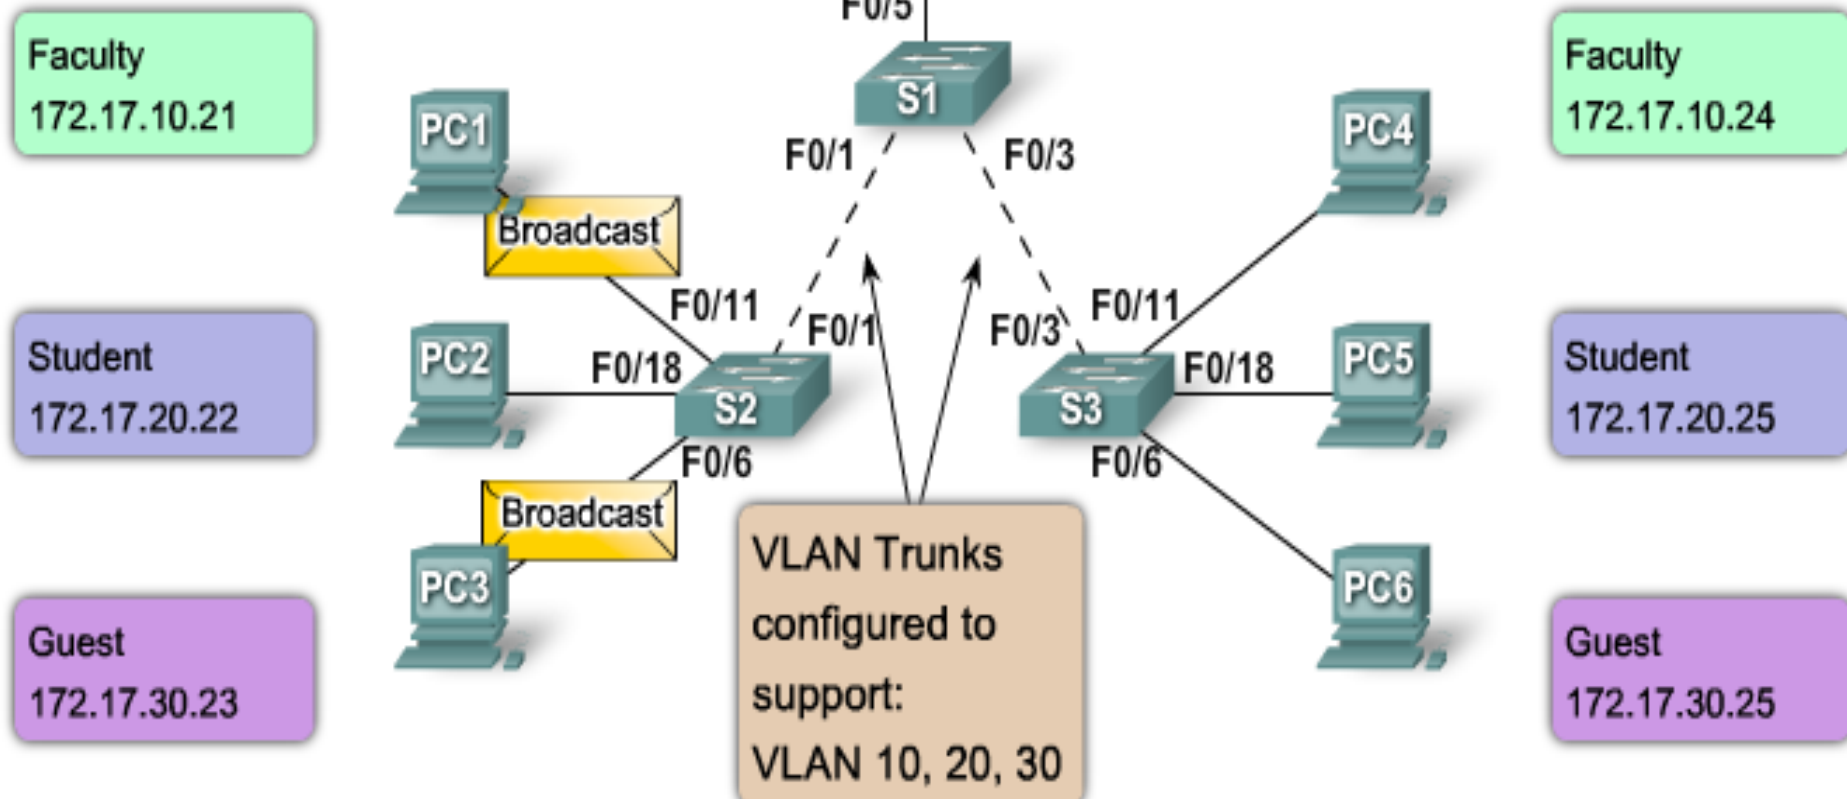 F0/5
Faculty
172.17.10.21
PC1
Broadcast
S1
F0/1
F0/3
PC4
Faculty
172.17.10.24
Student
172.17.20.22
PC2
F0/11
F0/18
F0/1
S2
F0/6
F0/3
F0/11
F0/18
S3
F0/6
PC5
Student
172.17.20.25
Broadcast
PC3
Guest
172.17.30.23
VLAN Trunks
configured to
support:
VLAN 10, 20, 30
PC6
Guest
172.17.30.25